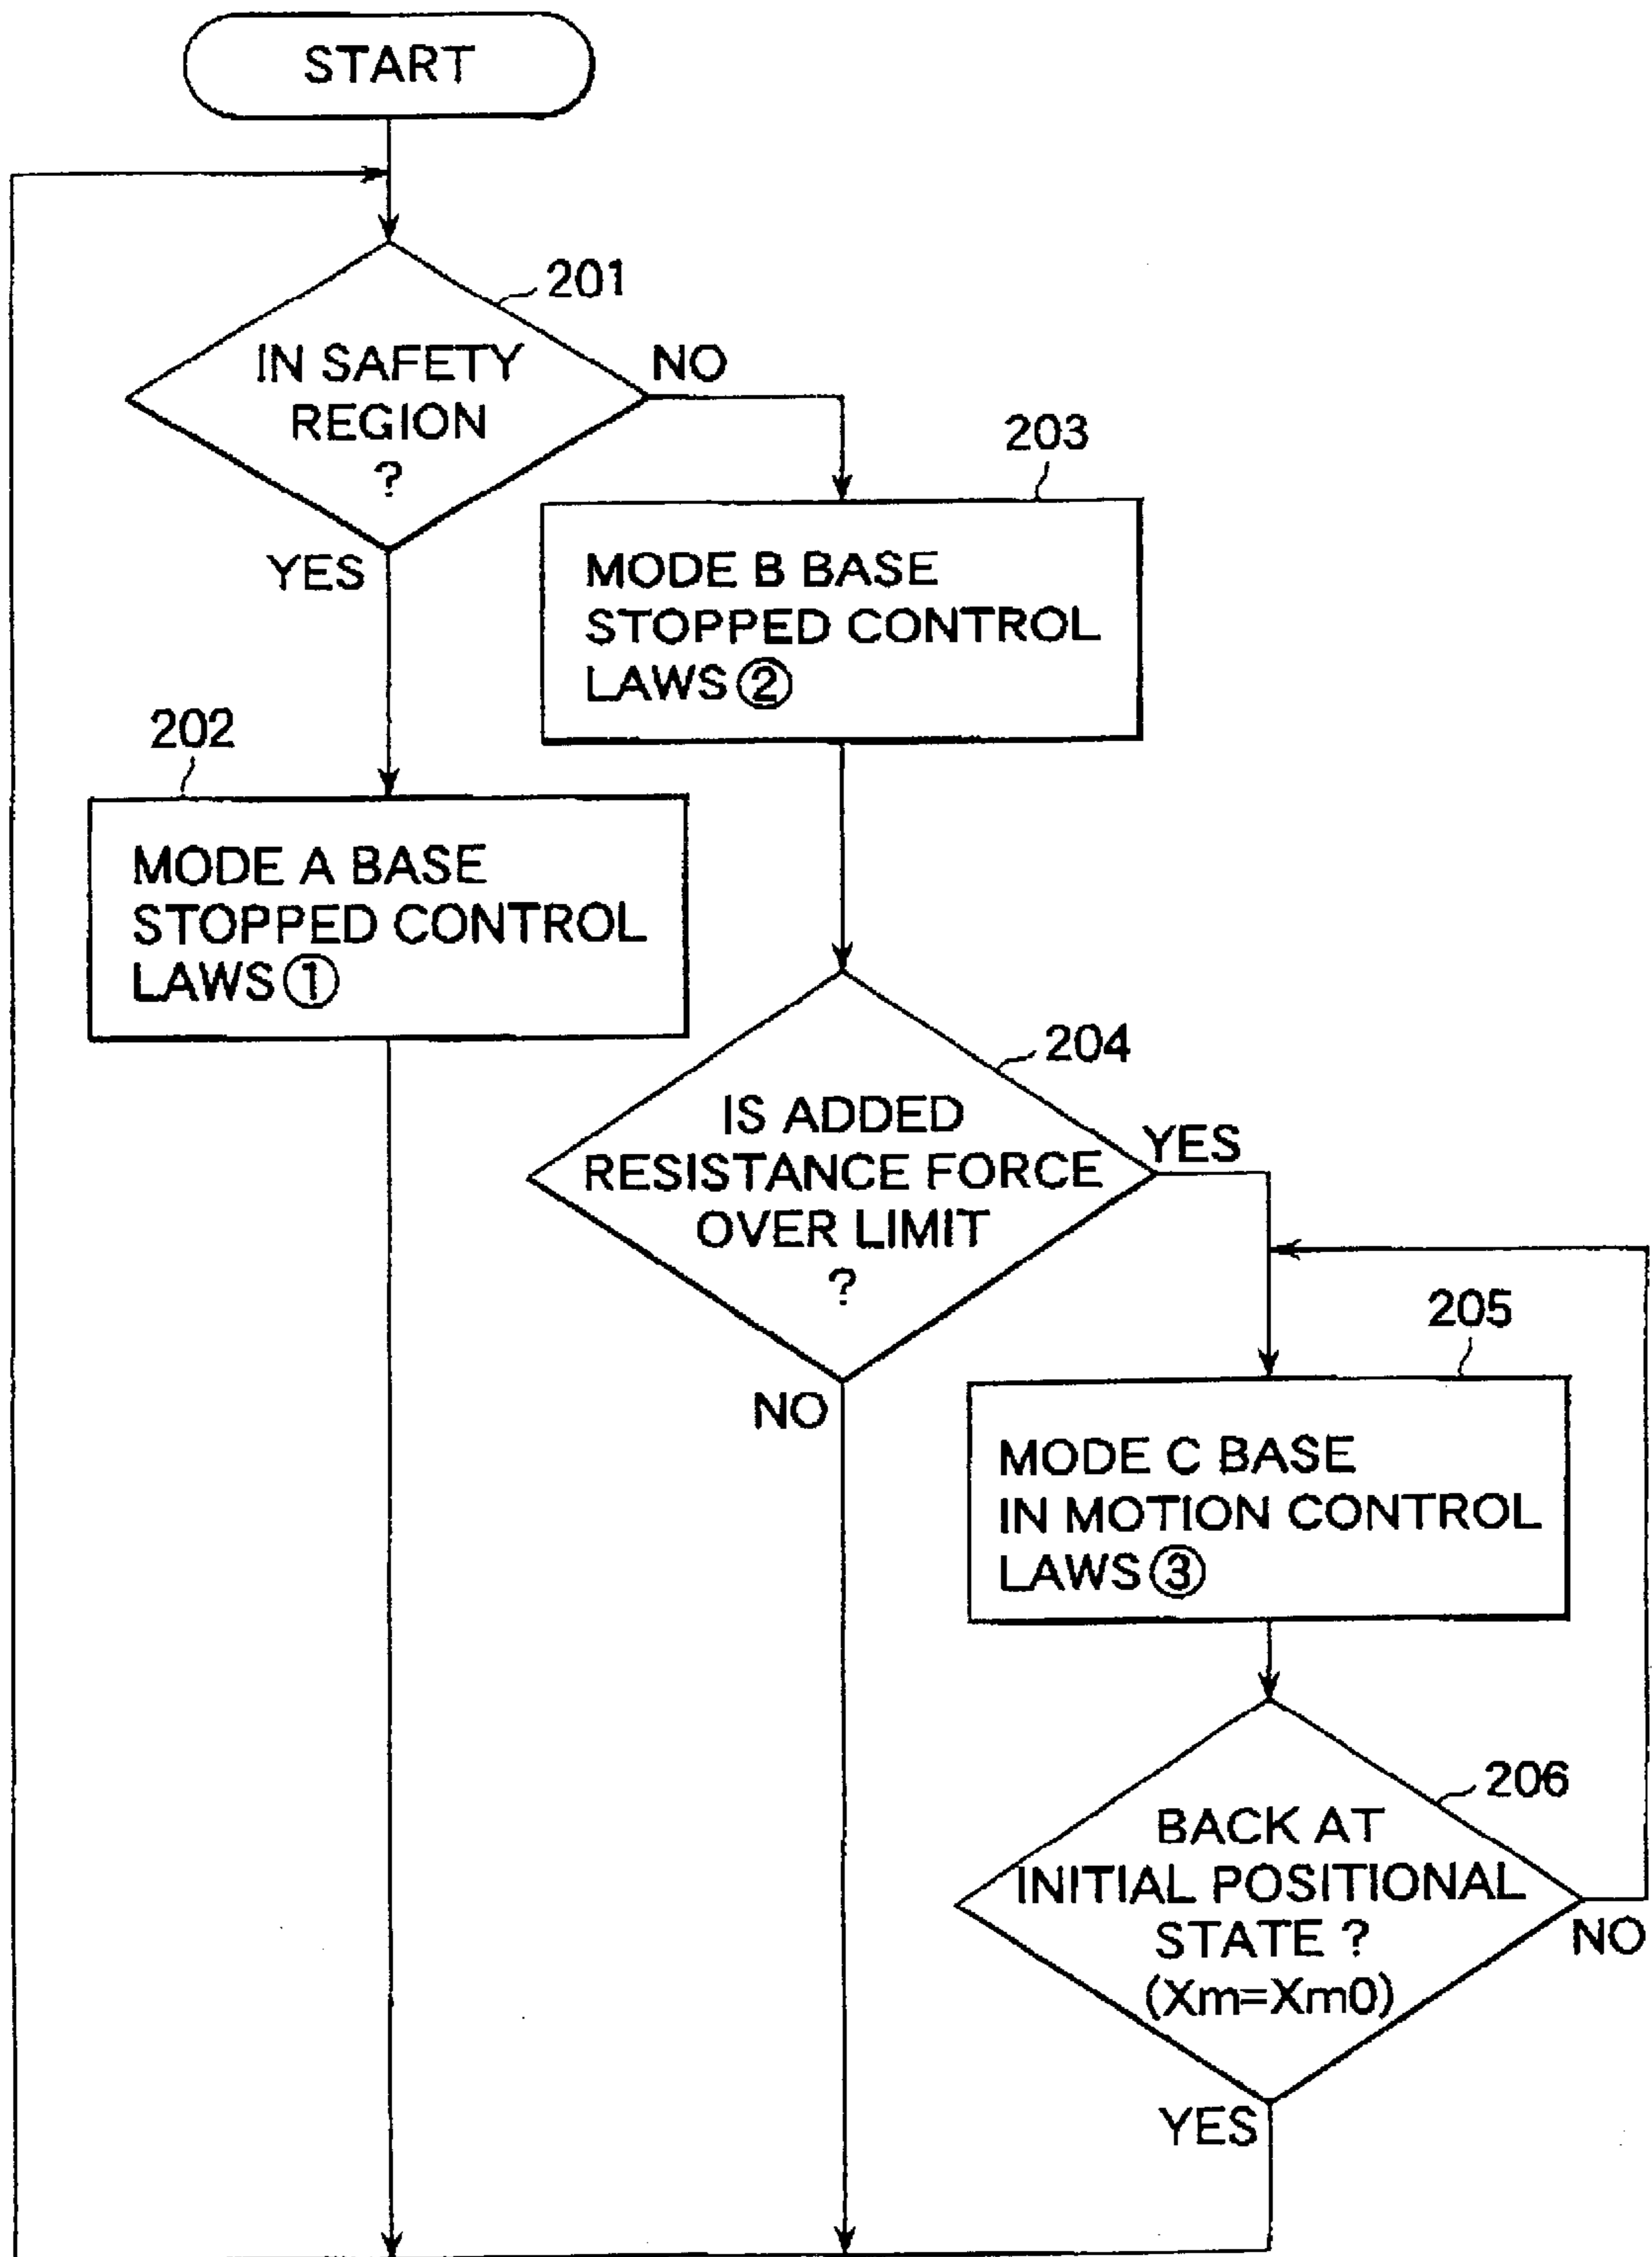 START
201
IN SAFETY
REGION
?
NO
YES
203
MODE B BASE
STOPPED CONTROL
LAWS ②
202
MODE A BASE
STOPPED CONTROL
LAWS ①
204
IS ADDED
RESISTANCE FORCE
OVER LIMIT
?
YES
NO
205
MODE C BASE
IN MOTION CONTROL
LAWS ③
206
BACK AT
INITIAL POSITIONAL
STATE ?
(Xm=Xm0)
NO
YES